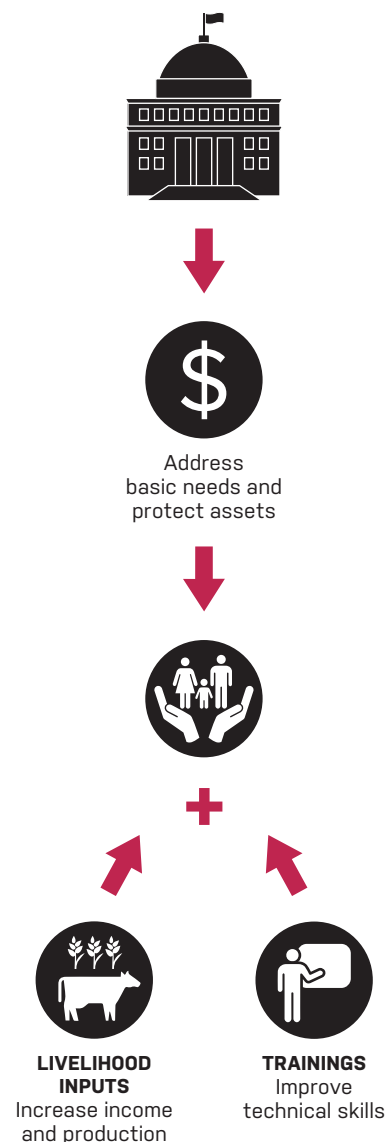 $
Address
basic needs and
protect assets
LIVELIHOOD
INPUTS
Increase income
and production
TRAININGS
Improve
technical skills